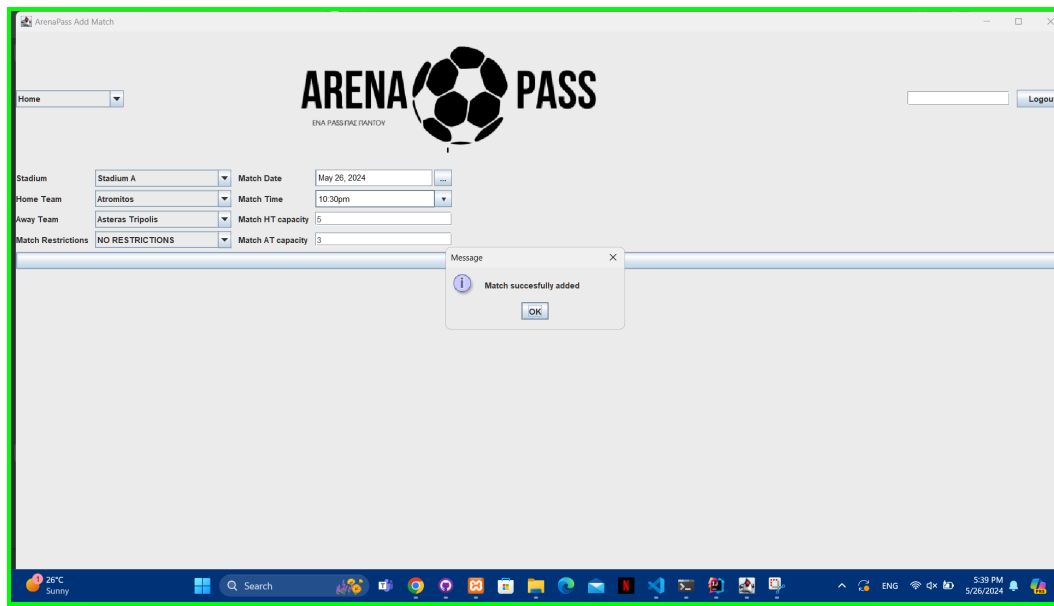 ArenaPass Add Match
ARENA PASS
ΕΝΑ PASS ΠΑΣ ΠΑΝΤΟΥ
Home
Logout
Stadium Stadium A Match Date May 26, 2024 ...
Home Team Atromitos Match Time 10:30pm
Away Team Asteras Tripolis Match HT capacity 5
Match Restrictions NO RESTRICTIONS Match AT capacity 3
Message
Match succesfully added
OK
1
26°C
Sunny
Search
ENG
5:39 PM
5/26/2024